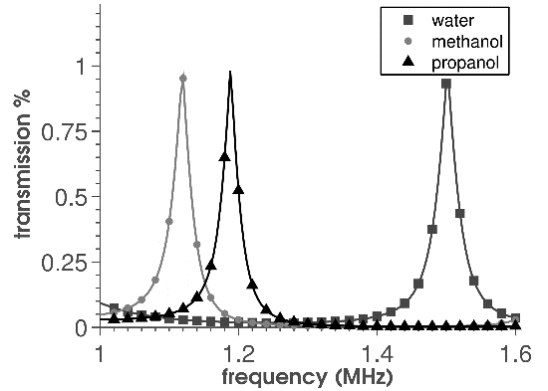 water
methanol
propanol
transmission %
1
0.75
0.5
0.25
0
1
1.2
1.4
1.6
frequency (MHz)